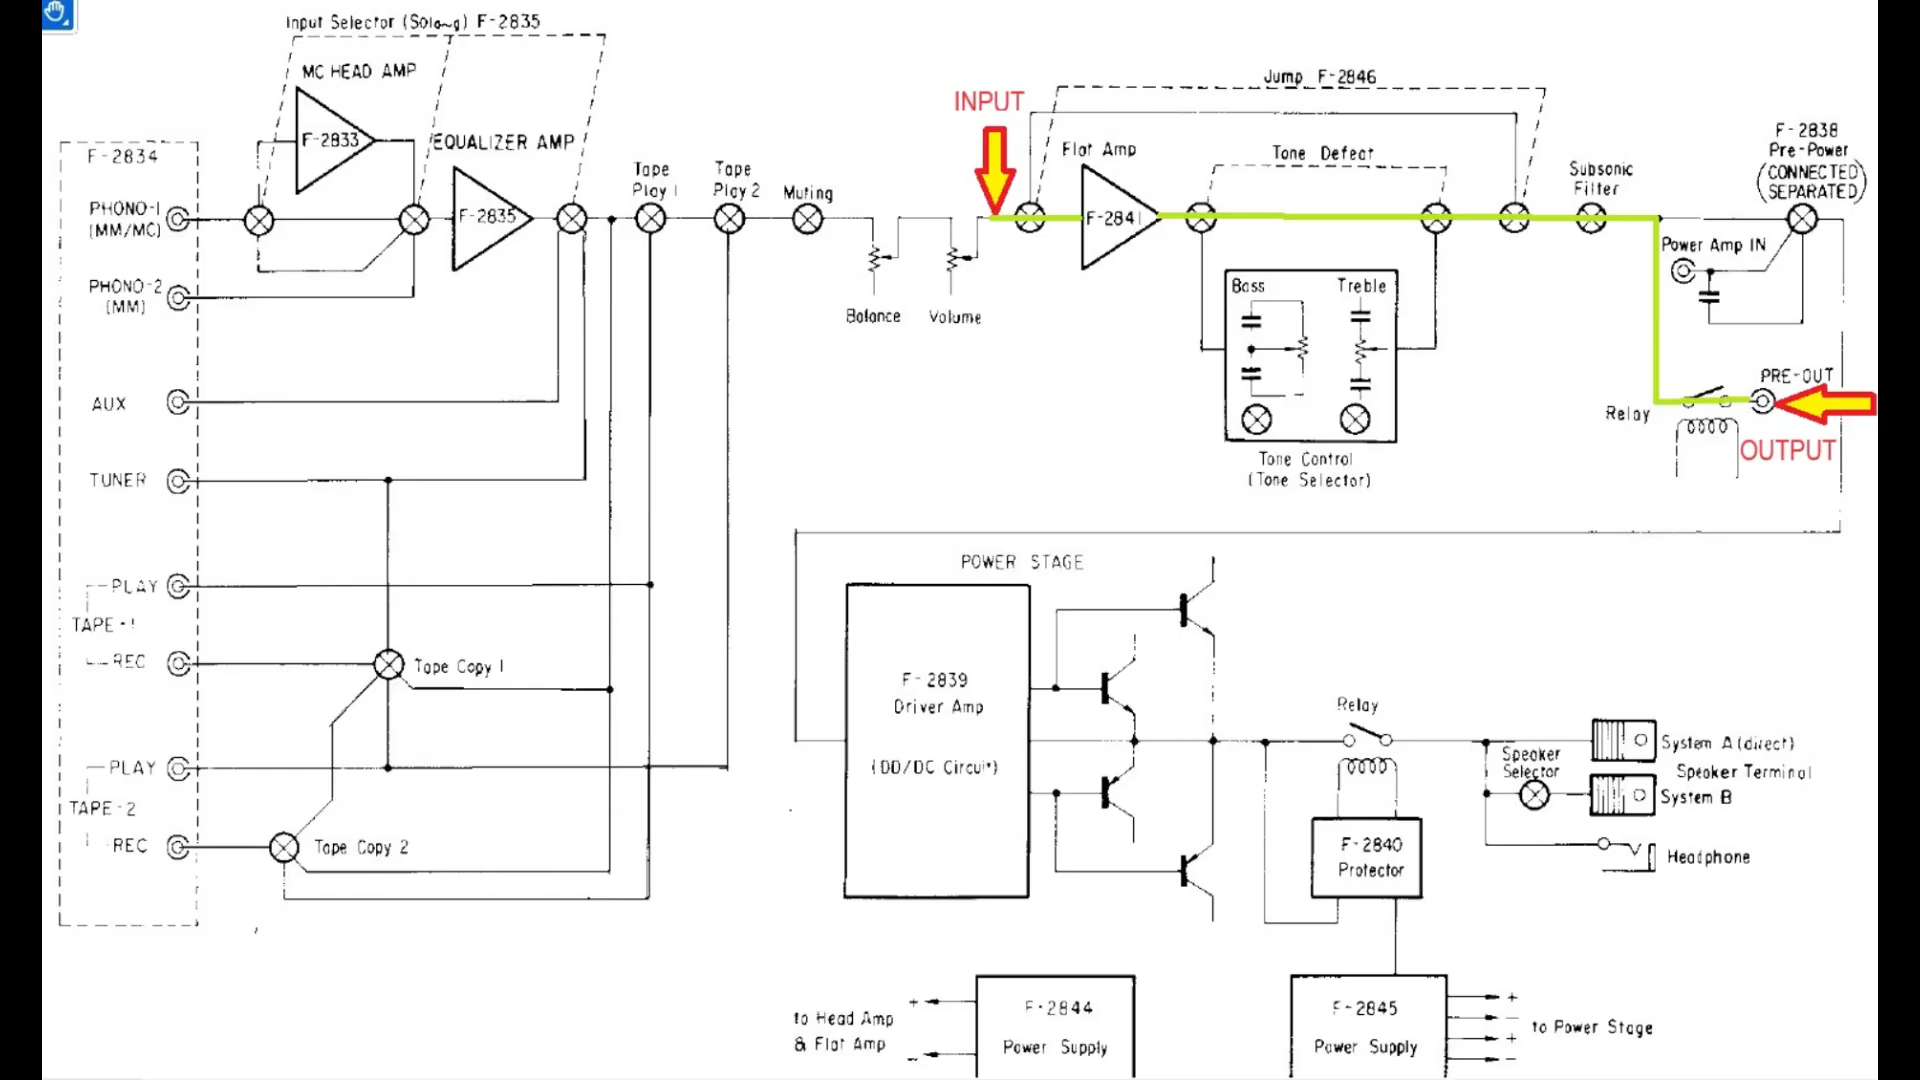 Input Selector (So) F-2835
MC HEAD AMP
F-2833
EQUALIZER AMP
F-2835
F-2834
PHONO-1
(MM/MC)
PHONO-2
(MM)
AUX
TUNER
PLAY
TAPE-1
REC
PLAY
TAPE-2
REC
Tape Copy 1
Tape Copy 2
Tape
Play 1
Tape
Play 2
Muting
Balance
Volume
INPUT
Jump F-2846
Flat Amp
F-2841
Tone Defeat
Subsonic
Filter
F-2838
Pre-Power
(CONNECTED
SEPARATED)
Power Amp IN
Bass
Treble
Tone Control
(Tone Selector)
PRE-OUT
Relay
OUTPUT
POWER STAGE
F-2839
Driver Amp
(DD/DC Circuit)
Relay
Speaker
Selector
System A (direct)
Speaker Terminal
System B
Headphone
F-2840
Protector
+
to Head Amp
& Flat Amp
-
F-2844
Power Supply
F-2845
Power Supply
+
-
+
-
to Power Stage